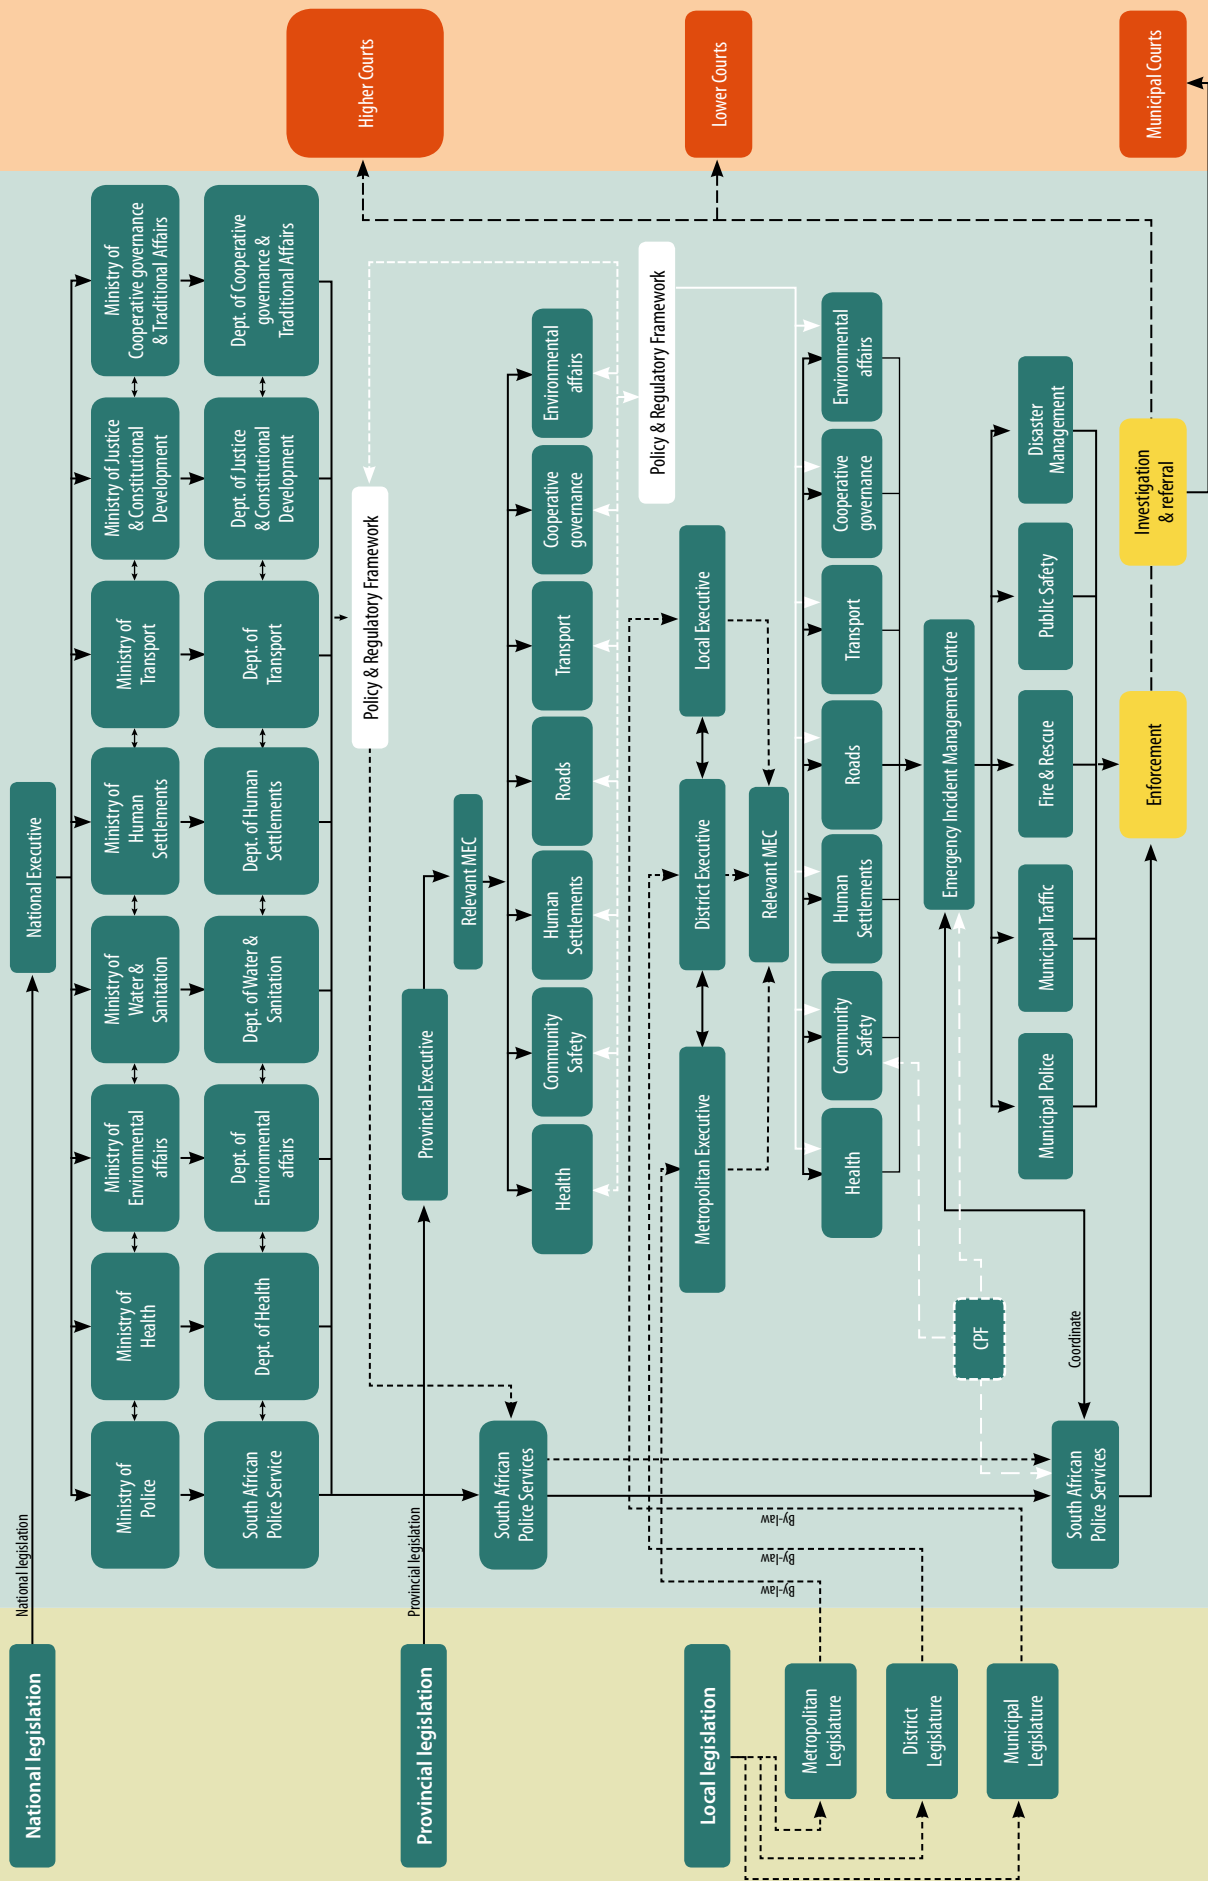 National legislation
National legislation
National Executive
Ministry of
Police
Ministry of
Health
Ministry of
Environmental
affairs
Ministry of
Water &
Sanitation
Ministry of
Human
Settlements
Ministry of
Transport
Ministry of Justice
& Constitutional
Development
Ministry of
Cooperative governance
& Traditional Affairs
South African
Police Service
Dept. of Health
Dept. of
Environmental
affairs
Dept. of Water &
Sanitation
Dept. of Human
Settlements
Dept. of
Transport
Dept. of Justice
& Constitutional
Development
Dept. of Cooperative
governance &
Traditional Affairs
Higher Courts
Policy & Regulatory Framework
Provincial legislation
Provincial legislation
Provincial Executive
Relevant MEC
South African
Police Services
Health
Community
Safety
Human
Settlements
Roads
Transport
Cooperative
governance
Environmental
affairs
Policy & Regulatory Framework
Lower Courts
Local legislation
Metropolitan Executive
District Executive
Local Executive
Relevant MEC
By-law
By-law
By-law
Metropolitan
Legislature
District
Legislature
Municipal
Legislature
Health
Community
Safety
Human
Settlements
Roads
Transport
Cooperative
governance
Environmental
affairs
Emergency Incident Management Centre
CPF
Coordinate
South African
Police Services
Municipal Police
Municipal Traffic
Fire & Rescue
Public Safety
Disaster
Management
Enforcement
Investigation
& referral
Municipal Courts